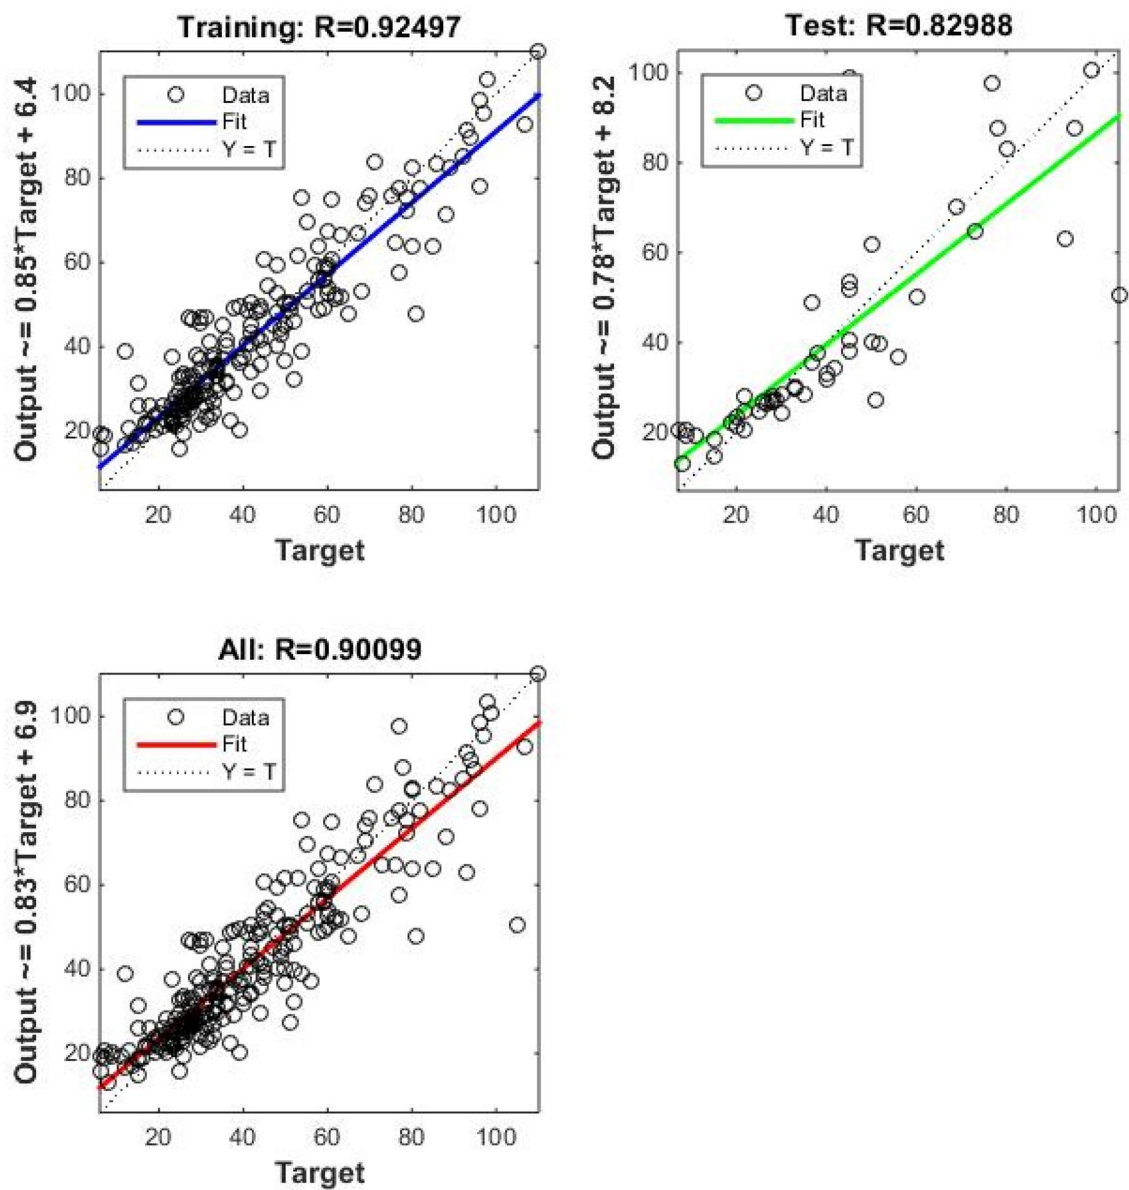 Training: R=0.92497
Output ~= 0.85*Target + 6.4
100
80
60
40
20
Data
Fit
Y = T
20 40 60 80 100
Target
Test: R=0.82988
Output ~= 0.78*Target + 8.2
100
80
60
40
20
Data
Fit
Y = T
20 40 60 80 100
Target
All: R=0.90099
Output ~= 0.83*Target + 6.9
100
80
60
40
20
Data
Fit
Y = T
20 40 60 80 100
Target